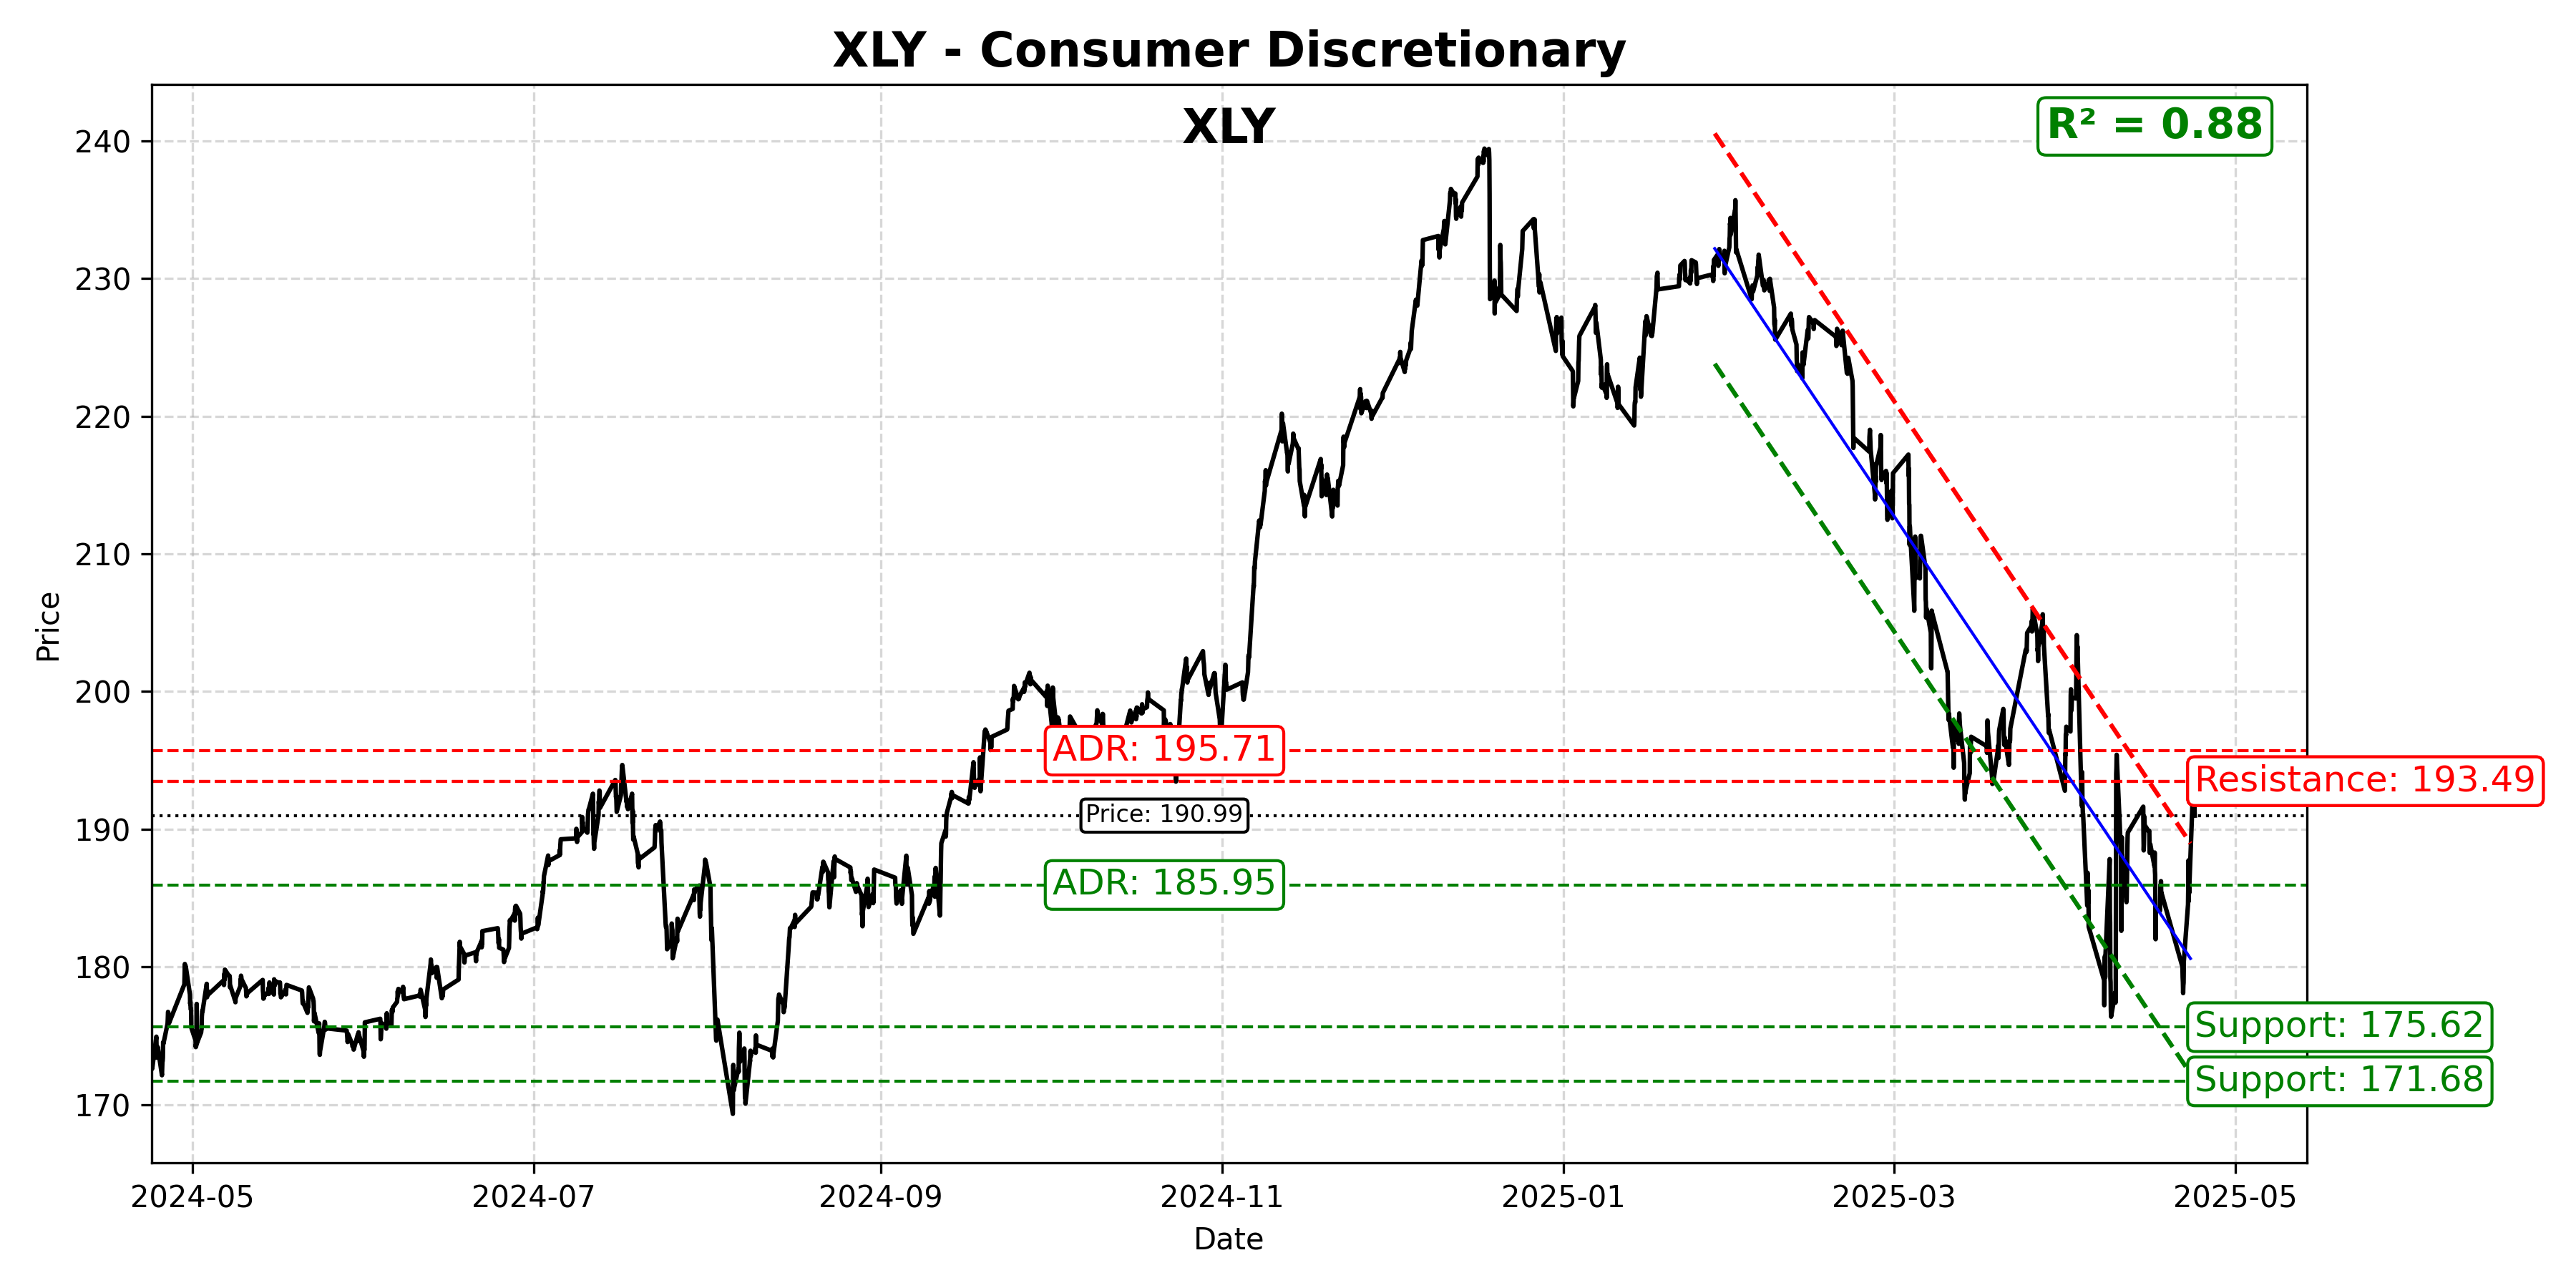 XLY - Consumer Discretionary
XLY
R² = 0.88
240
230
220
210
200
190
180
170
Price
ADR: 195.71
Resistance: 193.49
Price: 190.99
ADR: 185.95
Support: 175.62
Support: 171.68
2024-05
2024-07
2024-09
2024-11
2025-01
2025-03
2025-05
Date